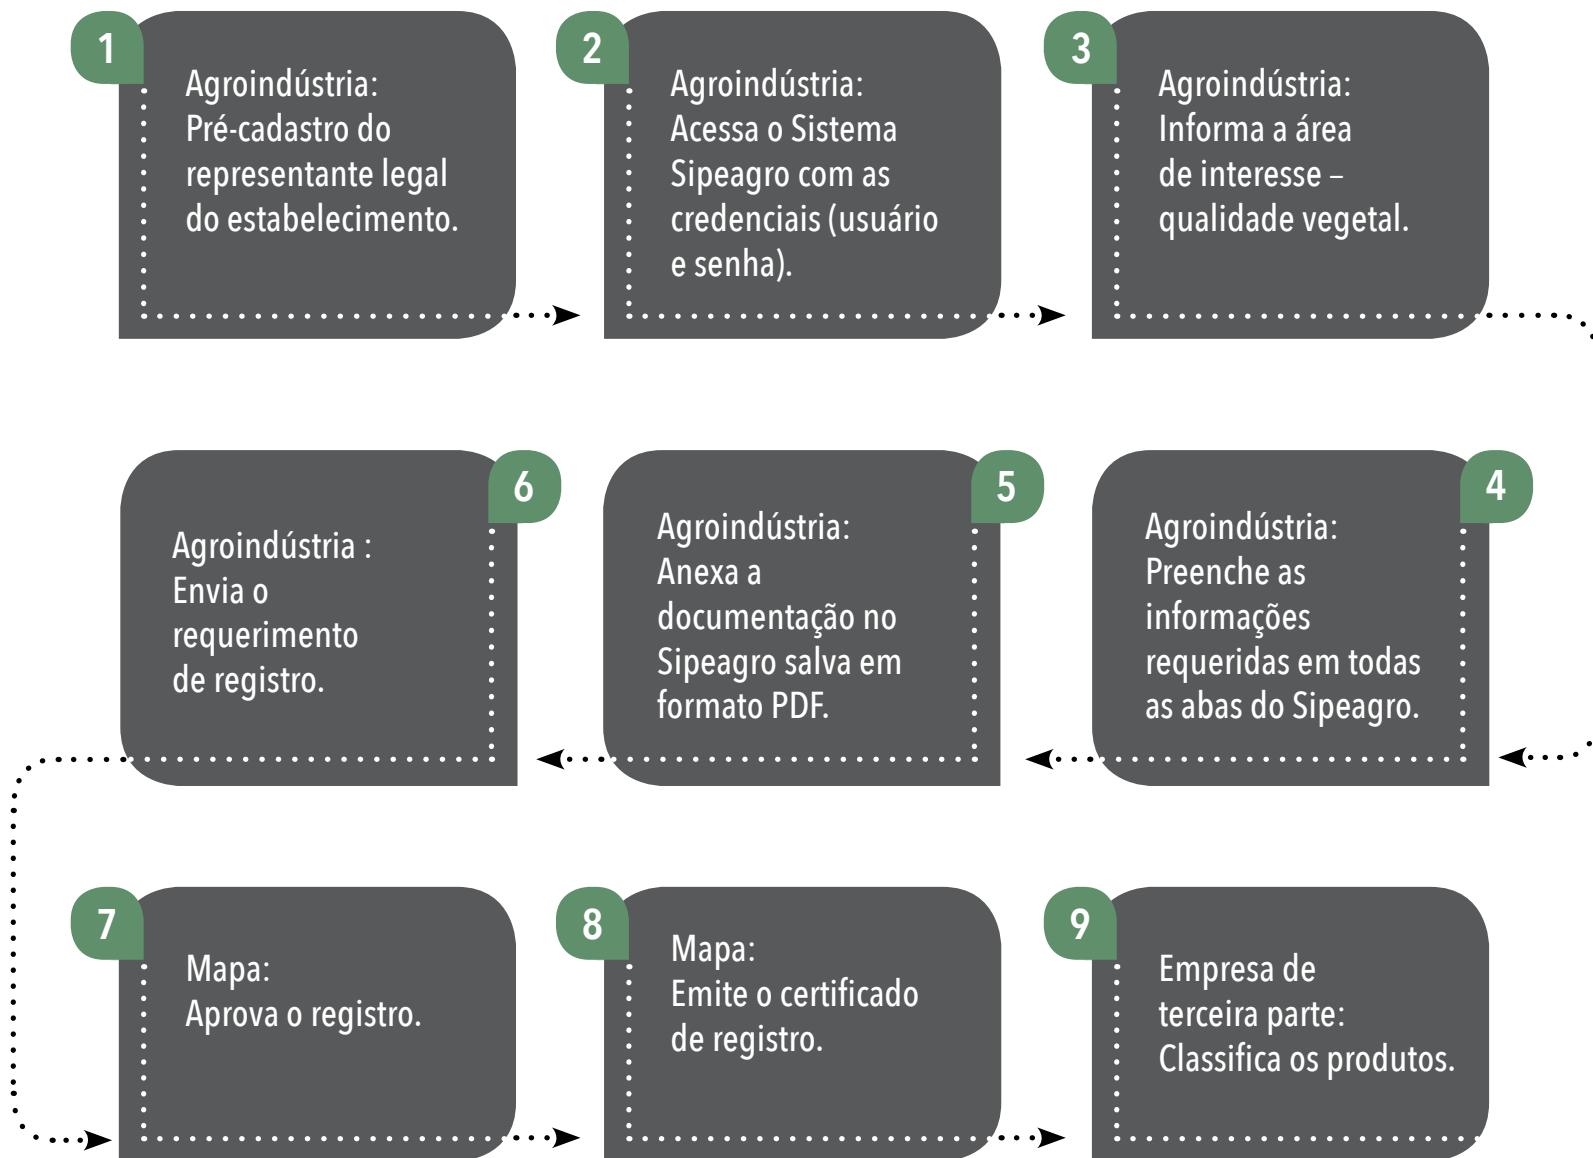 1
Agroindústria:
Pré-cadastro do
representante legal
do estabelecimento.
2
Agroindústria:
Acessa o Sistema
Sipeagro com as
credenciais (usuário
e senha).
3
Agroindústria:
Informa a área
de interesse –
qualidade vegetal.
4
Agroindústria:
Preenche as
informações
requeridas em todas
as abas do Sipeagro.
5
Agroindústria:
Anexa a
documentação no
Sipeagro salva em
formato PDF.
6
Agroindústria :
Envia o
requerimento
de registro.
7
Mapa:
Aprova o registro.
8
Mapa:
Emite o certificado
de registro.
9
Empresa de
terceira parte:
Classifica os produtos.